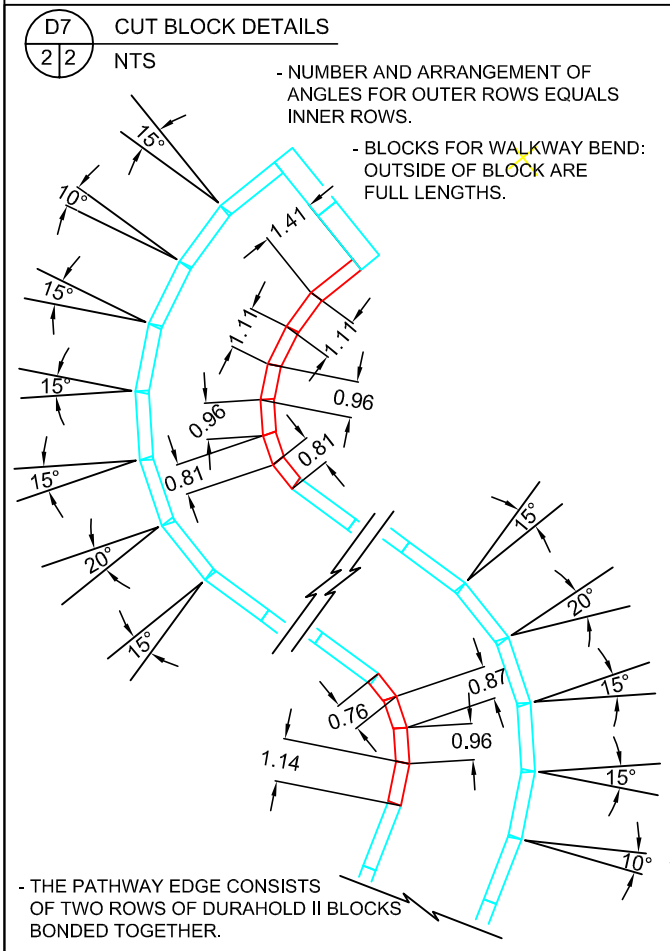 D7
2 2
CUT BLOCK DETAILS
NTS
- NUMBER AND ARRANGEMENT OF
ANGLES FOR OUTER ROWS EQUALS
INNER ROWS.
- BLOCKS FOR WALKWAY BEND:
OUTSIDE OF BLOCK ARE
FULL LENGTHS.
15°
10°
15°
15°
15°
20°
15°
1.41
1.11
1.11
0.96
0.96
0.81
0.81
15°
20°
15°
15°
10°
0.87
0.76
0.96
1.14
- THE PATHWAY EDGE CONSISTS
OF TWO ROWS OF DURAHOLD II BLOCKS
BONDED TOGETHER.